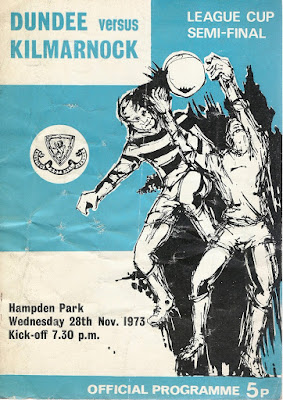 DUNDEE versus
KILMARNOCK
LEAGUE CUP
SEMI-FINAL
Hampden Park
Wednesday 28th Nov. 1973
Kick-off 7.30 p.m.
OFFICIAL PROGRAMME 5p